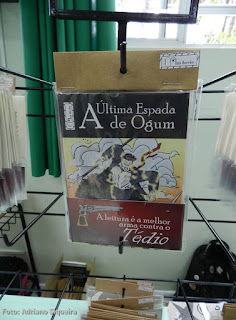 A Última Espada
de Ogum
A leitura é a melhor
arma contra o
Tédio
Foto: Adriano Siqueira